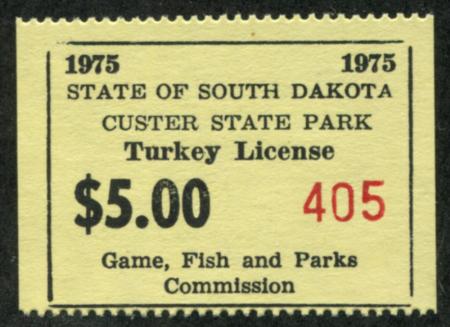 1975 1975
STATE OF SOUTH DAKOTA
CUSTER STATE PARK
Turkey License
$5.00 405
Game, Fish and Parks
Commission